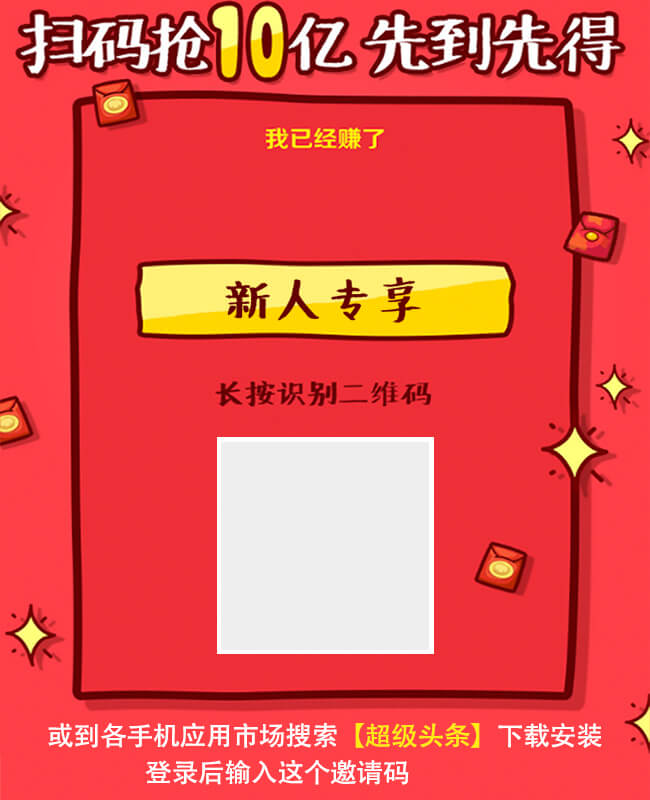 扫码抢10亿 先到先得
我已经赚了
新人专享
长按识别二维码
或到各手机应用市场搜索【超级头条】下载安装
登录后输入这个邀请码